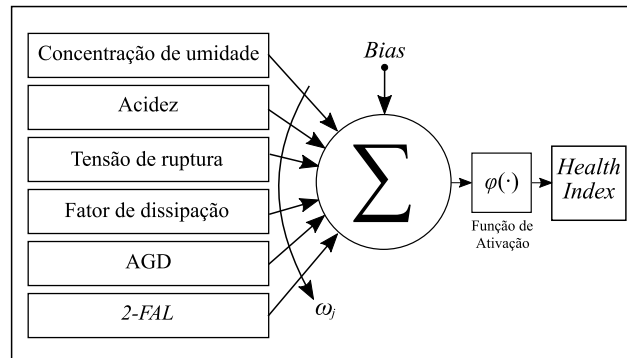 Concentração de umidade
Acidez
Tensão de ruptura
Fator de dissipação
AGD
2-FAL
ωj
Bias
Σ
φ(·)
Função de
Ativação
Health
Index